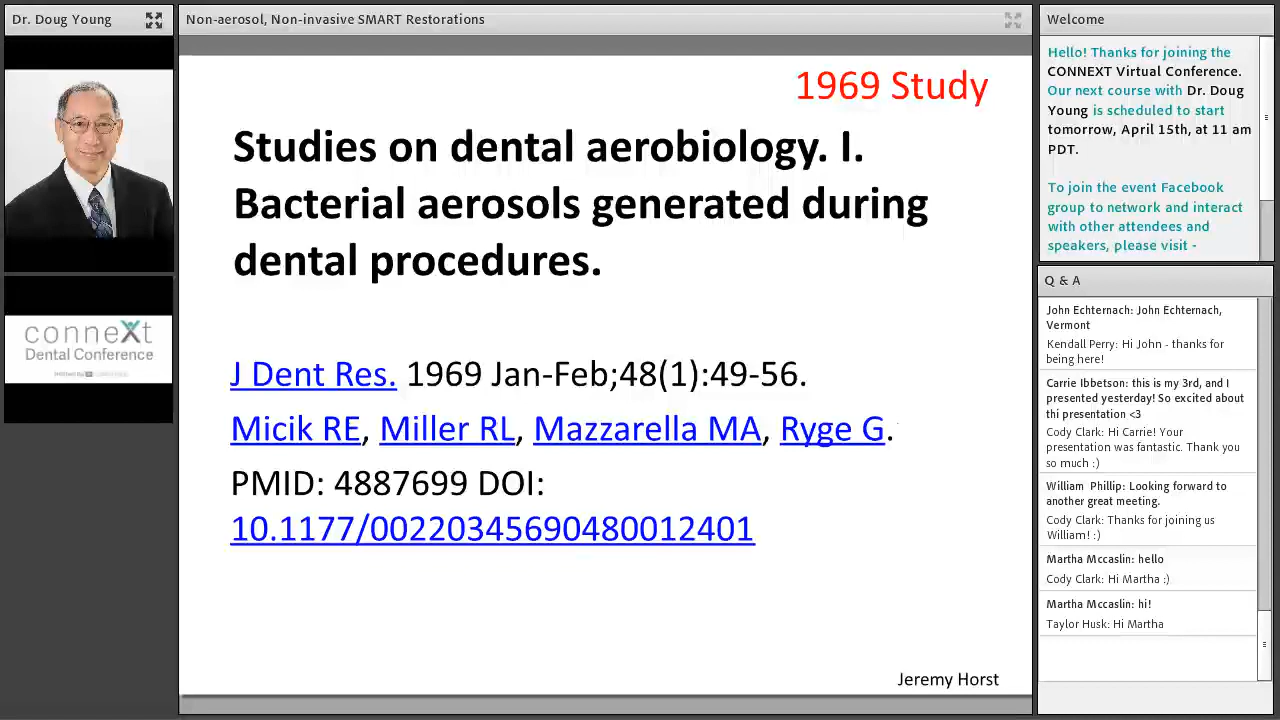 Dr. Doug Young
conneXt
Dental Conference
Non-aerosol, Non-invasive SMART Restorations
1969 Study
Studies on dental aerobiology. I.
Bacterial aerosols generated during
dental procedures.
J Dent Res. 1969 Jan-Feb;48(1):49-56.
Micik RE, Miller RL, Mazzarella MA, Ryge G.
PMID: 4887699 DOI:
10.1177/00220345690480012401
Jeremy Horst
Welcome
Hello! Thanks for joining the
CONNEXT Virtual Conference.
Our next course with Dr. Doug
Young is scheduled to start
tomorrow, April 15th, at 11 am
PDT.
To join the event Facebook
group to network and interact
with other attendees and
speakers, please visit -
Q & A
John Echternach: John Echternach,
Vermont
Kendall Perry: Hi John - thanks for
being here!
Carrie Ibbetson: this is my 3rd, and I
presented yesterday! So excited about
thi presentation <3
Cody Clark: Hi Carrie! Your
presentation was fantastic. Thank you
so much :)
William Phillip: Looking forward to
another great meeting.
Cody Clark: Thanks for joining us
William! :)
Martha Mccaslin: hello
Cody Clark: Hi Martha :)
Martha Mccaslin: hi!
Taylor Husk: Hi Martha